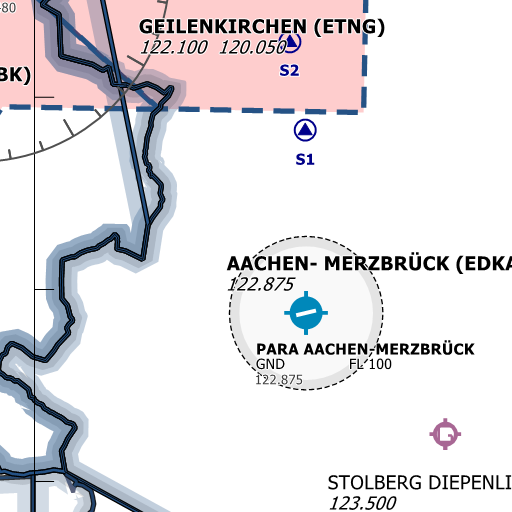 80
GEILENKIRCHEN (ETNG)
122.100 120.050
S2
BK)
S1
AACHEN- MERZBRÜCK (EDKA
122.875
PARA AACHEN-MERZBRÜCK
GND FL 100
122.875
STOLBERG DIEPENLI
123.500